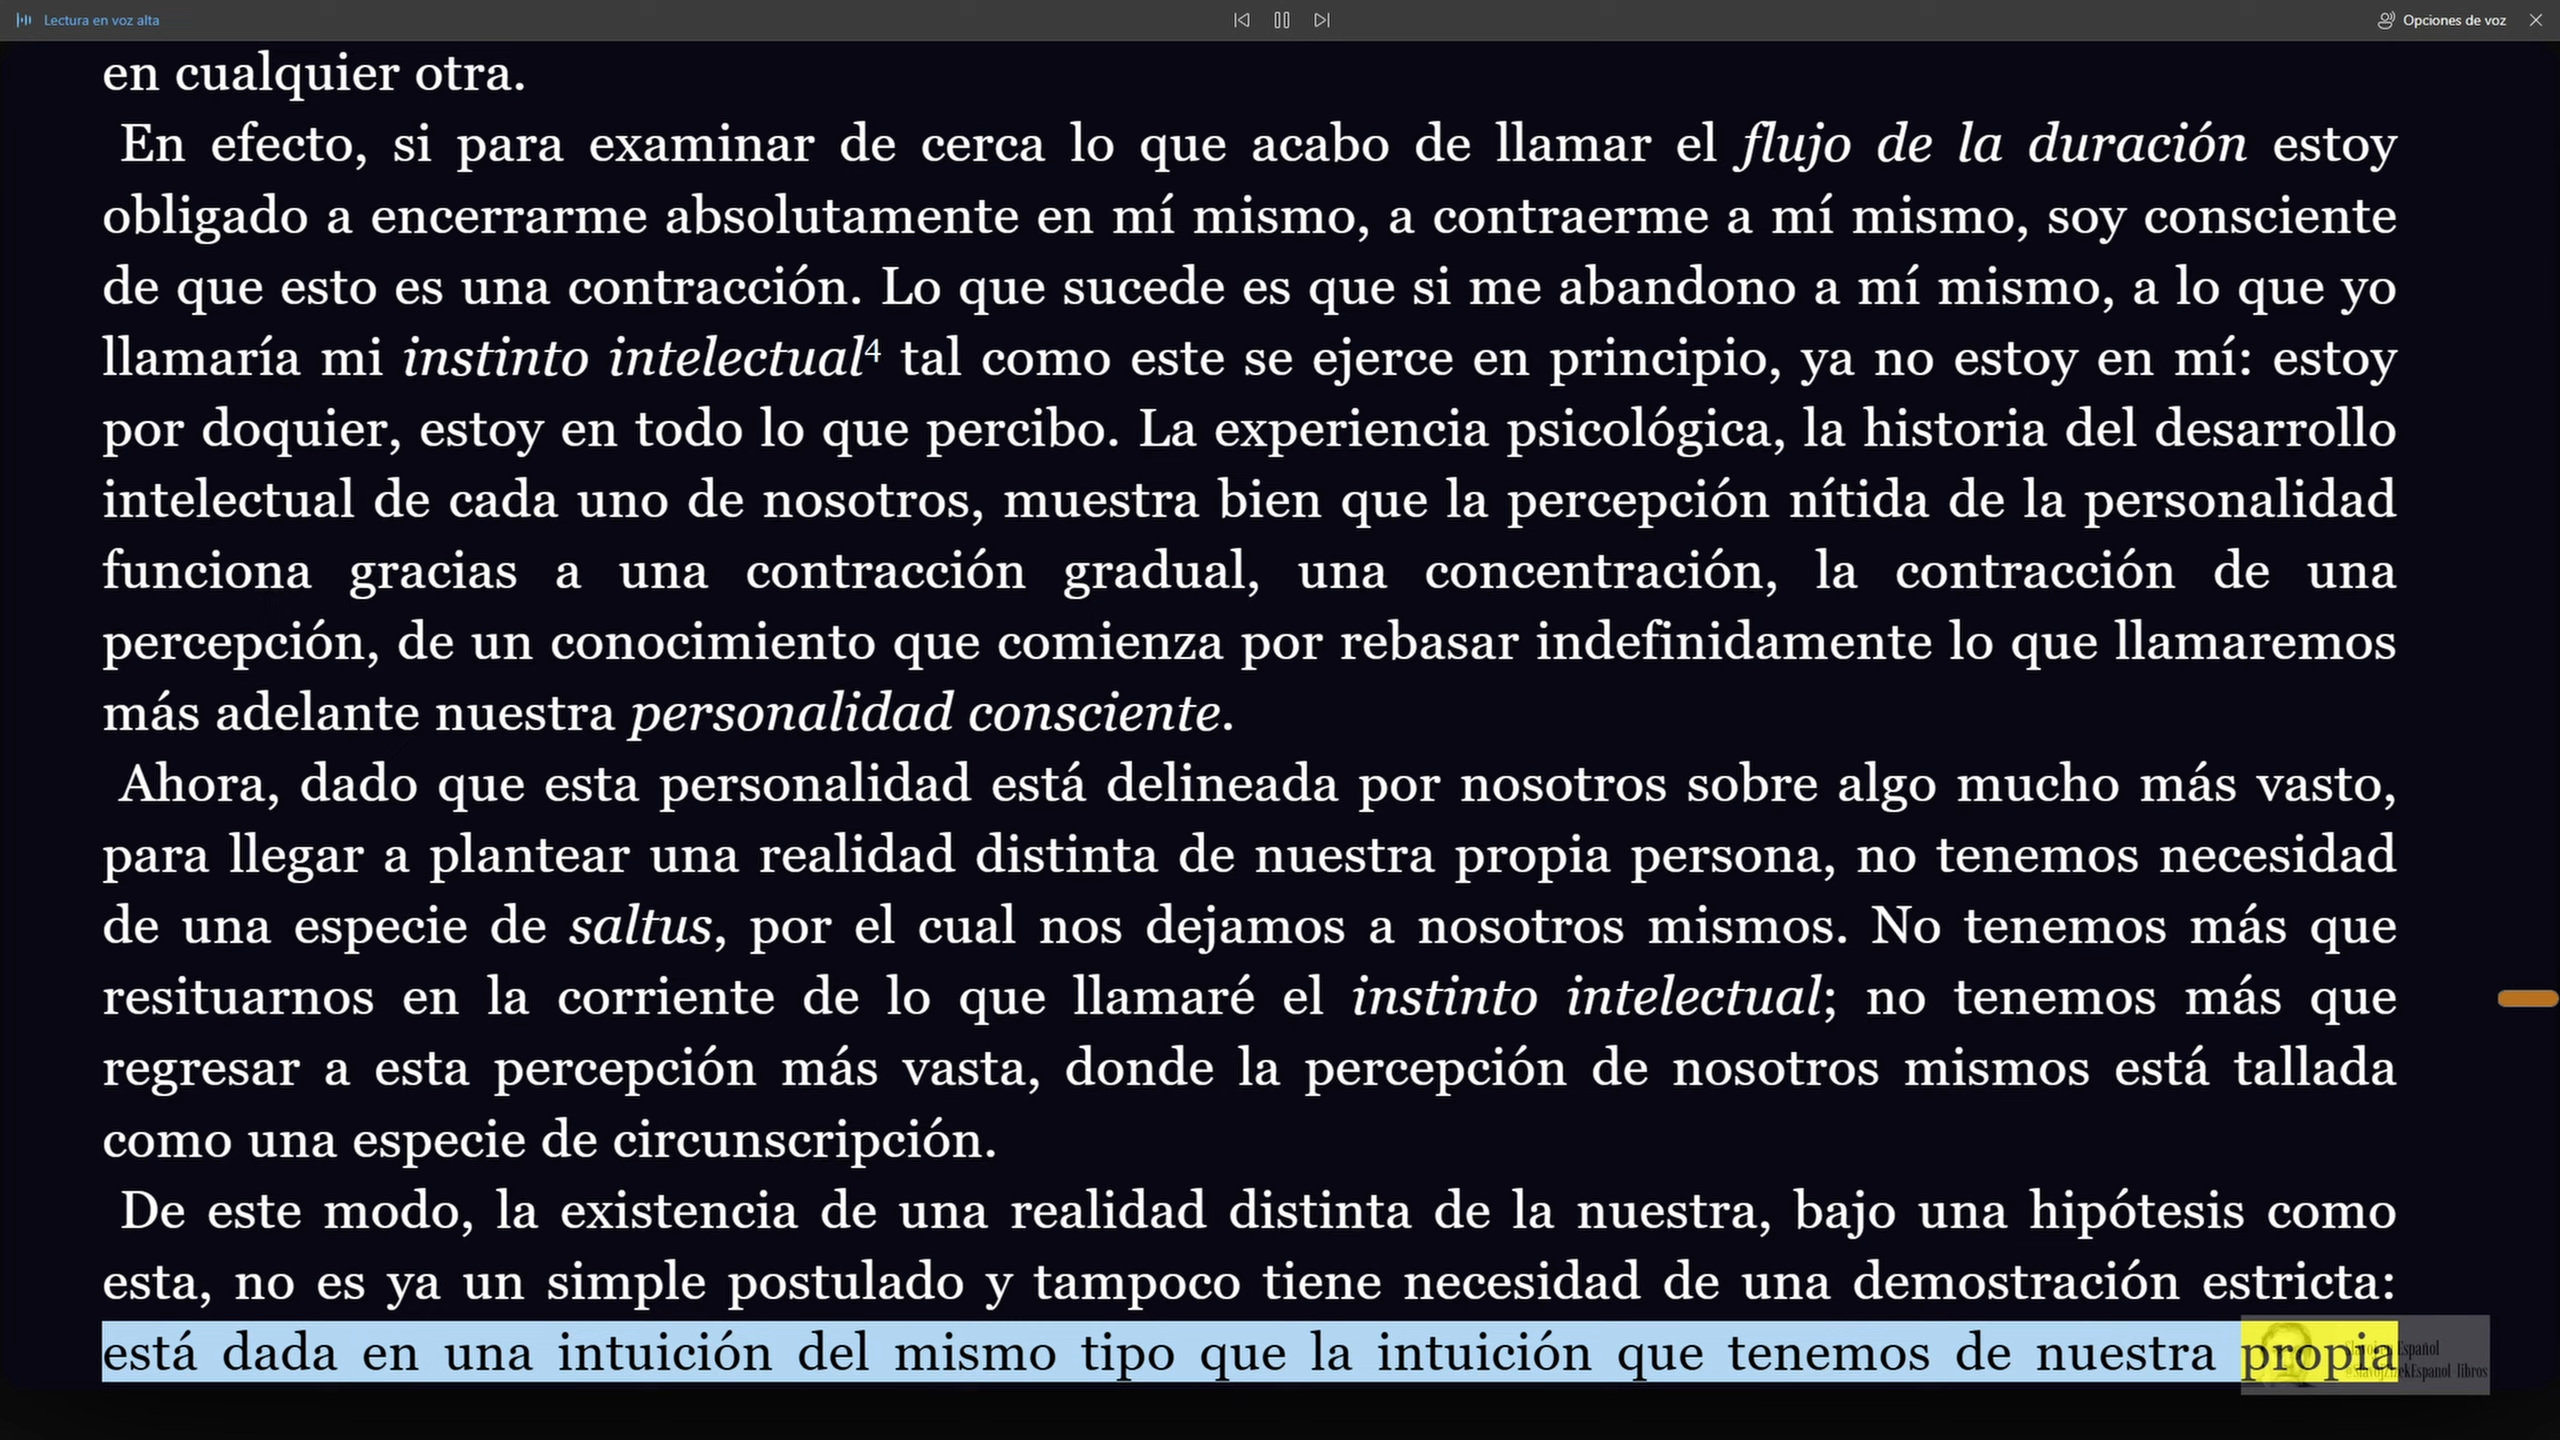 Lectura en voz alta
Opciones de voz
en cualquier otra.
En efecto, si para examinar de cerca lo que acabo de llamar el flujo de la duración estoy
obligado a encerrarme absolutamente en mí mismo, a contraerme a mí mismo, soy consciente
de que esto es una contracción. Lo que sucede es que si me abandono a mí mismo, a lo que yo
llamaría mi instinto intelectual⁴ tal como este se ejerce en principio, ya no estoy en mí: estoy
por doquier, estoy en todo lo que percibo. La experiencia psicológica, la historia del desarrollo
intelectual de cada uno de nosotros, muestra bien que la percepción nítida de la personalidad
funciona gracias a una contracción gradual, una concentración, la contracción de una
percepción, de un conocimiento que comienza por rebasar indefinidamente lo que llamaremos
más adelante nuestra personalidad consciente.
Ahora, dado que esta personalidad está delineada por nosotros sobre algo mucho más vasto,
para llegar a plantear una realidad distinta de nuestra propia persona, no tenemos necesidad
de una especie de saltus, por el cual nos dejamos a nosotros mismos. No tenemos más que
resituarnos en la corriente de lo que llamaré el instinto intelectual; no tenemos más que
regresar a esta percepción más vasta, donde la percepción de nosotros mismos está tallada
como una especie de circunscripción.
De este modo, la existencia de una realidad distinta de la nuestra, bajo una hipótesis como
esta, no es ya un simple postulado y tampoco tiene necesidad de una demostración estricta:
está dada en una intuición del mismo tipo que la intuición que tenemos de nuestra propia
Español